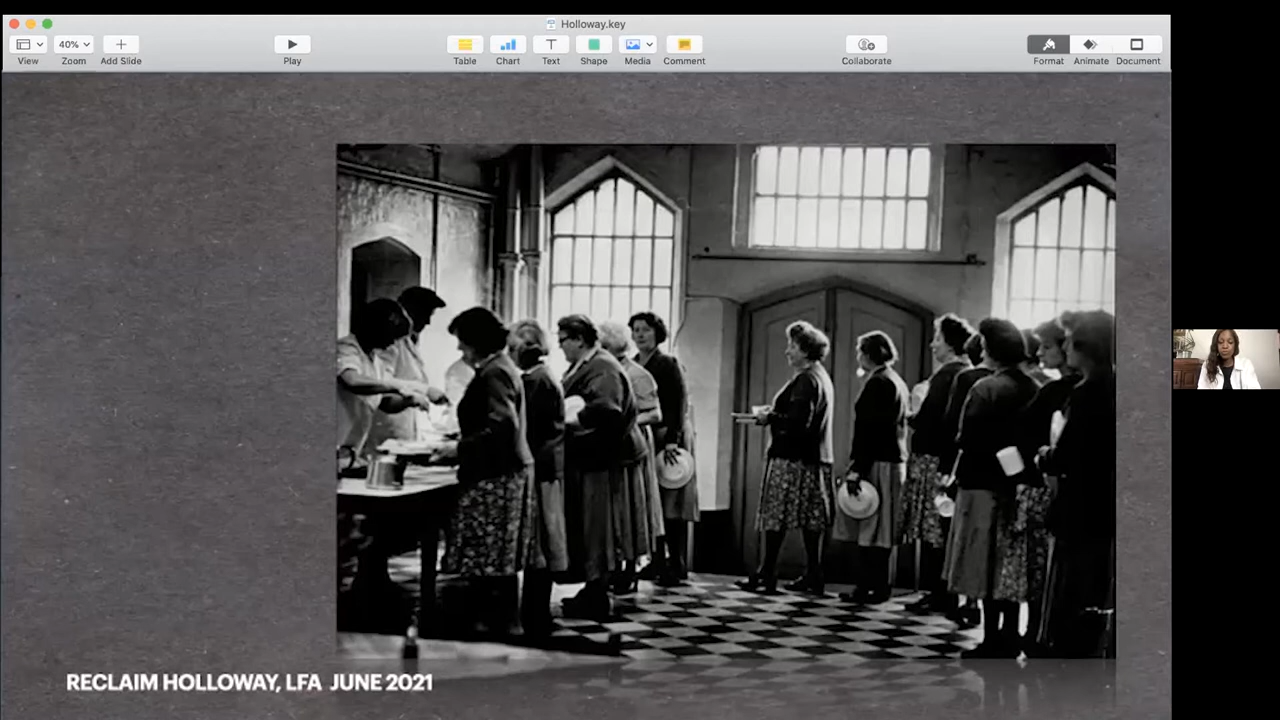 Holloway.key
40%
View
Zoom
Add Slide
Play
Table
Chart
Text
Shape
Media
Comment
Collaborate
Format
Animate
Document
RECLAIM HOLLOWAY, LFA JUNE 2021